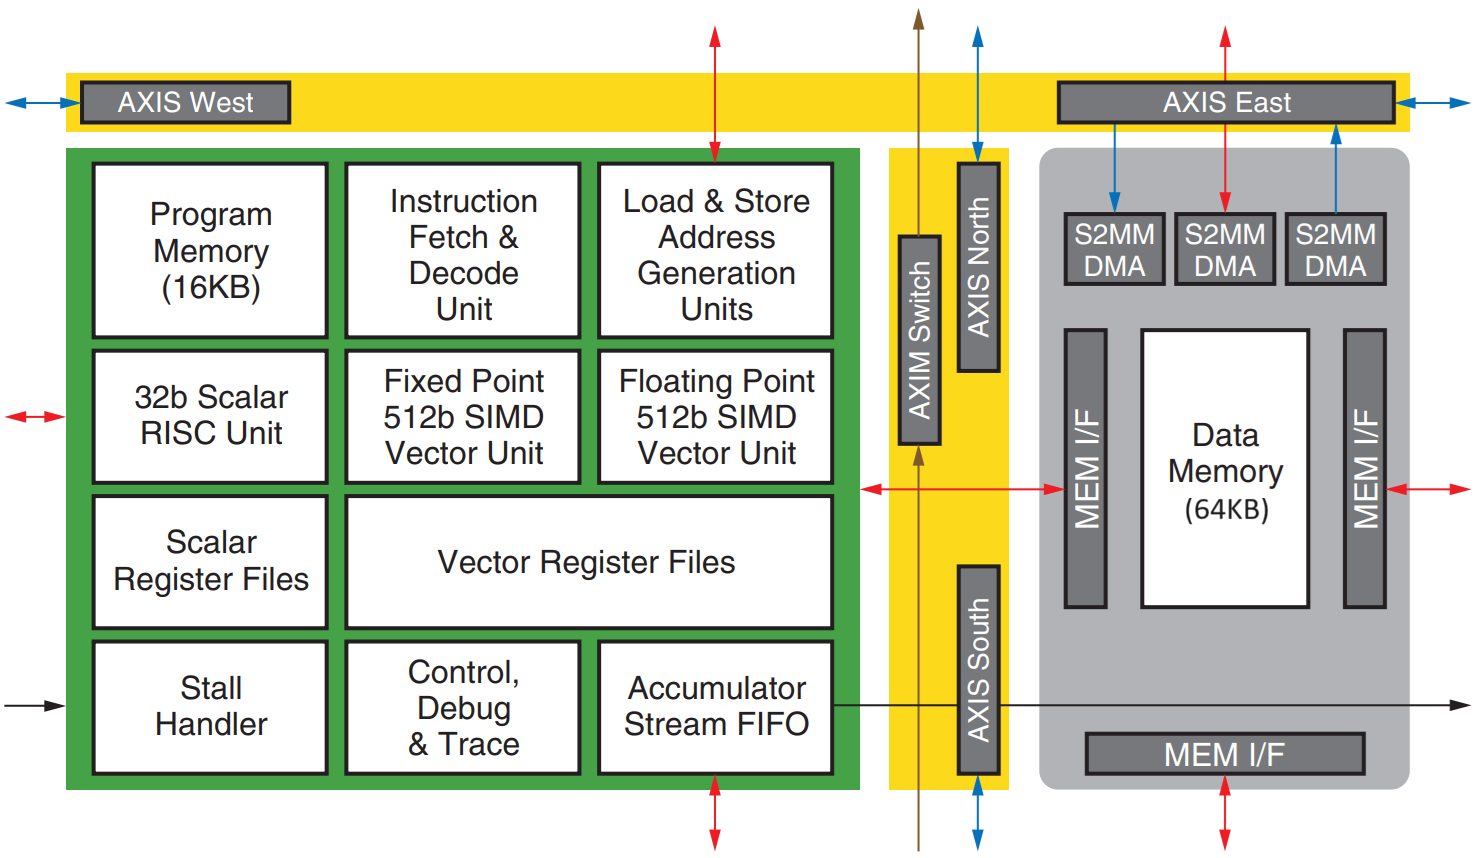 AXIS West
AXIS East
Program
Memory
(16KB)
Instruction
Fetch &
Decode
Unit
Load & Store
Address
Generation
Units
32b Scalar
RISC Unit
Fixed Point
512b SIMD
Vector Unit
Floating Point
512b SIMD
Vector Unit
Scalar
Register Files
Vector Register Files
Stall
Handler
Control,
Debug
& Trace
Accumulator
Stream FIFO
AXIM Switch
AXIS North
AXIS South
S2MM
DMA
S2MM
DMA
S2MM
DMA
MEM I/F
Data
Memory
(64KB)
MEM I/F
MEM I/F